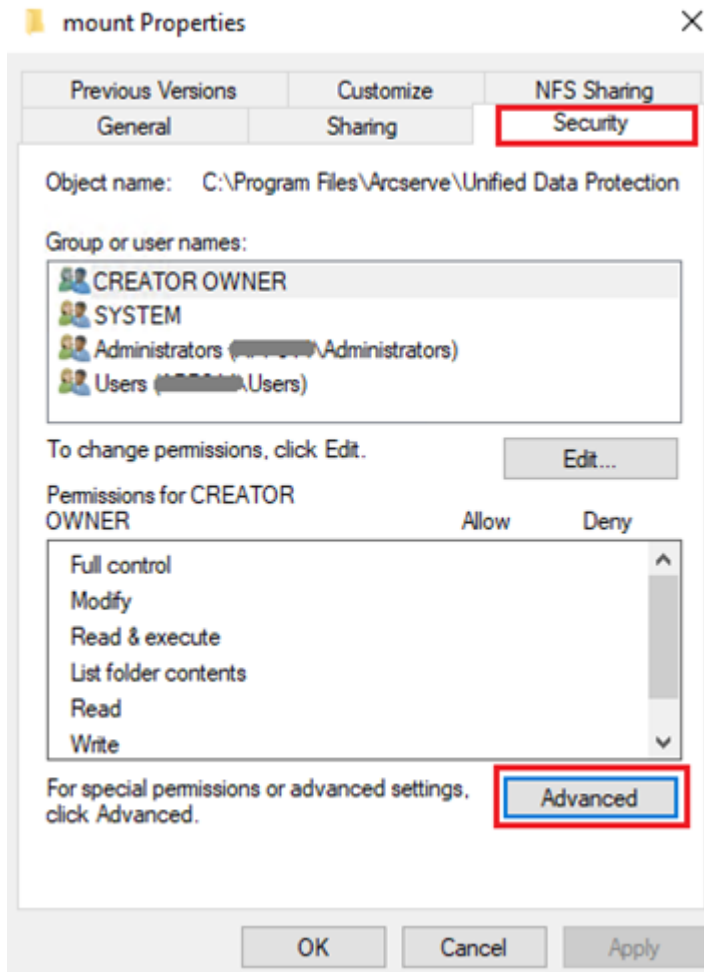 mount Properties
Previous Versions Customize NFS Sharing
General Sharing Security
Object name: C:\Program Files\Arcserve\Unified Data Protection
Group or user names:
CREATOR OWNER
SYSTEM
Administrators ( \Administrators)
Users ( \Users)
To change permissions, click Edit.
Edit...
Permissions for CREATOR
OWNER Allow Deny
Full control
Modify
Read & execute
List folder contents
Read
Write
For special permissions or advanced settings,
click Advanced.
Advanced
OK Cancel Apply